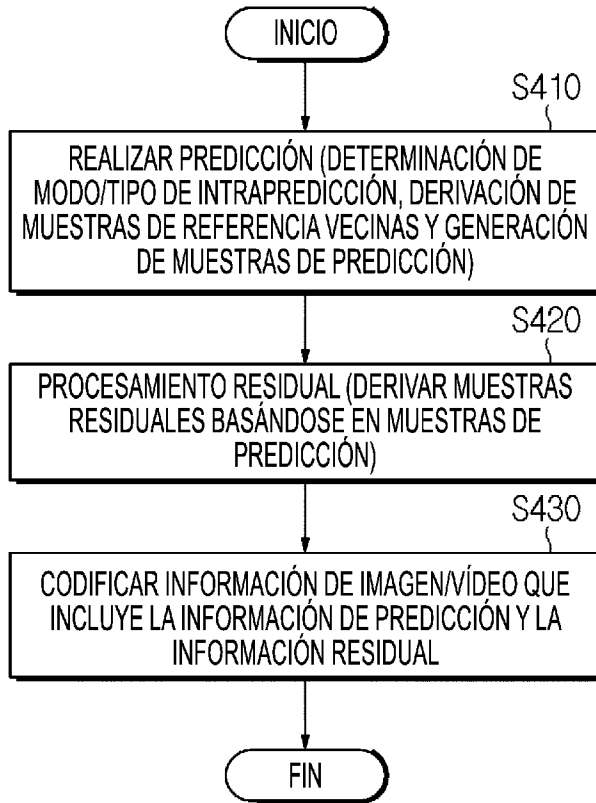 INICIO
S410
REALIZAR PREDICCIÓN (DETERMINACIÓN DE
MODO/TIPO DE INTRAPREDICCIÓN, DERIVACIÓN DE
MUESTRAS DE REFERENCIA VECINAS Y GENERACIÓN
DE MUESTRAS DE PREDICCIÓN)
S420
PROCESAMIENTO RESIDUAL (DERIVAR MUESTRAS
RESIDUALES BASÁNDOSE EN MUESTRAS DE
PREDICCIÓN)
S430
CODIFICAR INFORMACIÓN DE IMAGEN/VÍDEO QUE
INCLUYE LA INFORMACIÓN DE PREDICCIÓN Y LA
INFORMACIÓN RESIDUAL
FIN